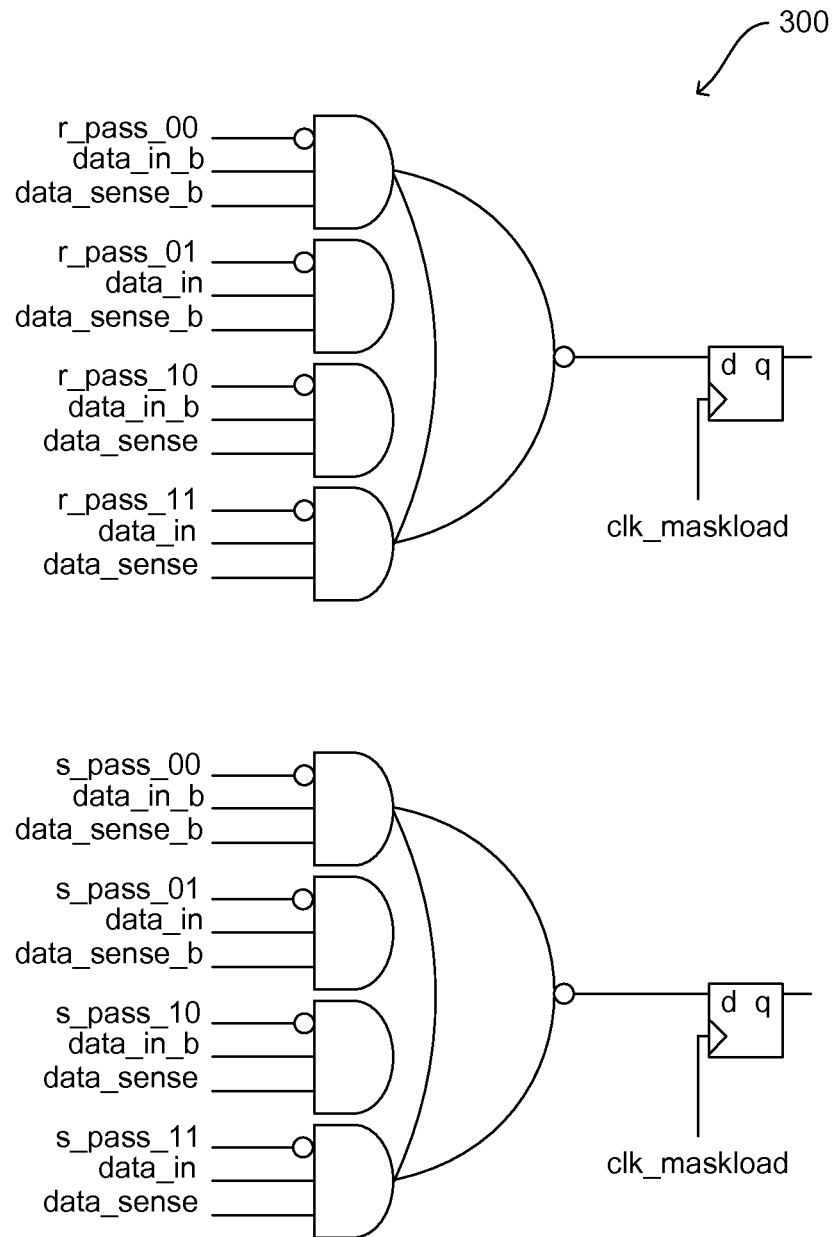 300
r_pass_00
data_in_b
data_sense_b
r_pass_01
data_in
data_sense_b
r_pass_10
data_in_b
data_sense
r_pass_11
data_in
data_sense
d q
clk_maskload
s_pass_00
data_in_b
data_sense_b
s_pass_01
data_in
data_sense_b
s_pass_10
data_in_b
data_sense
s_pass_11
data_in
data_sense
d q
clk_maskload